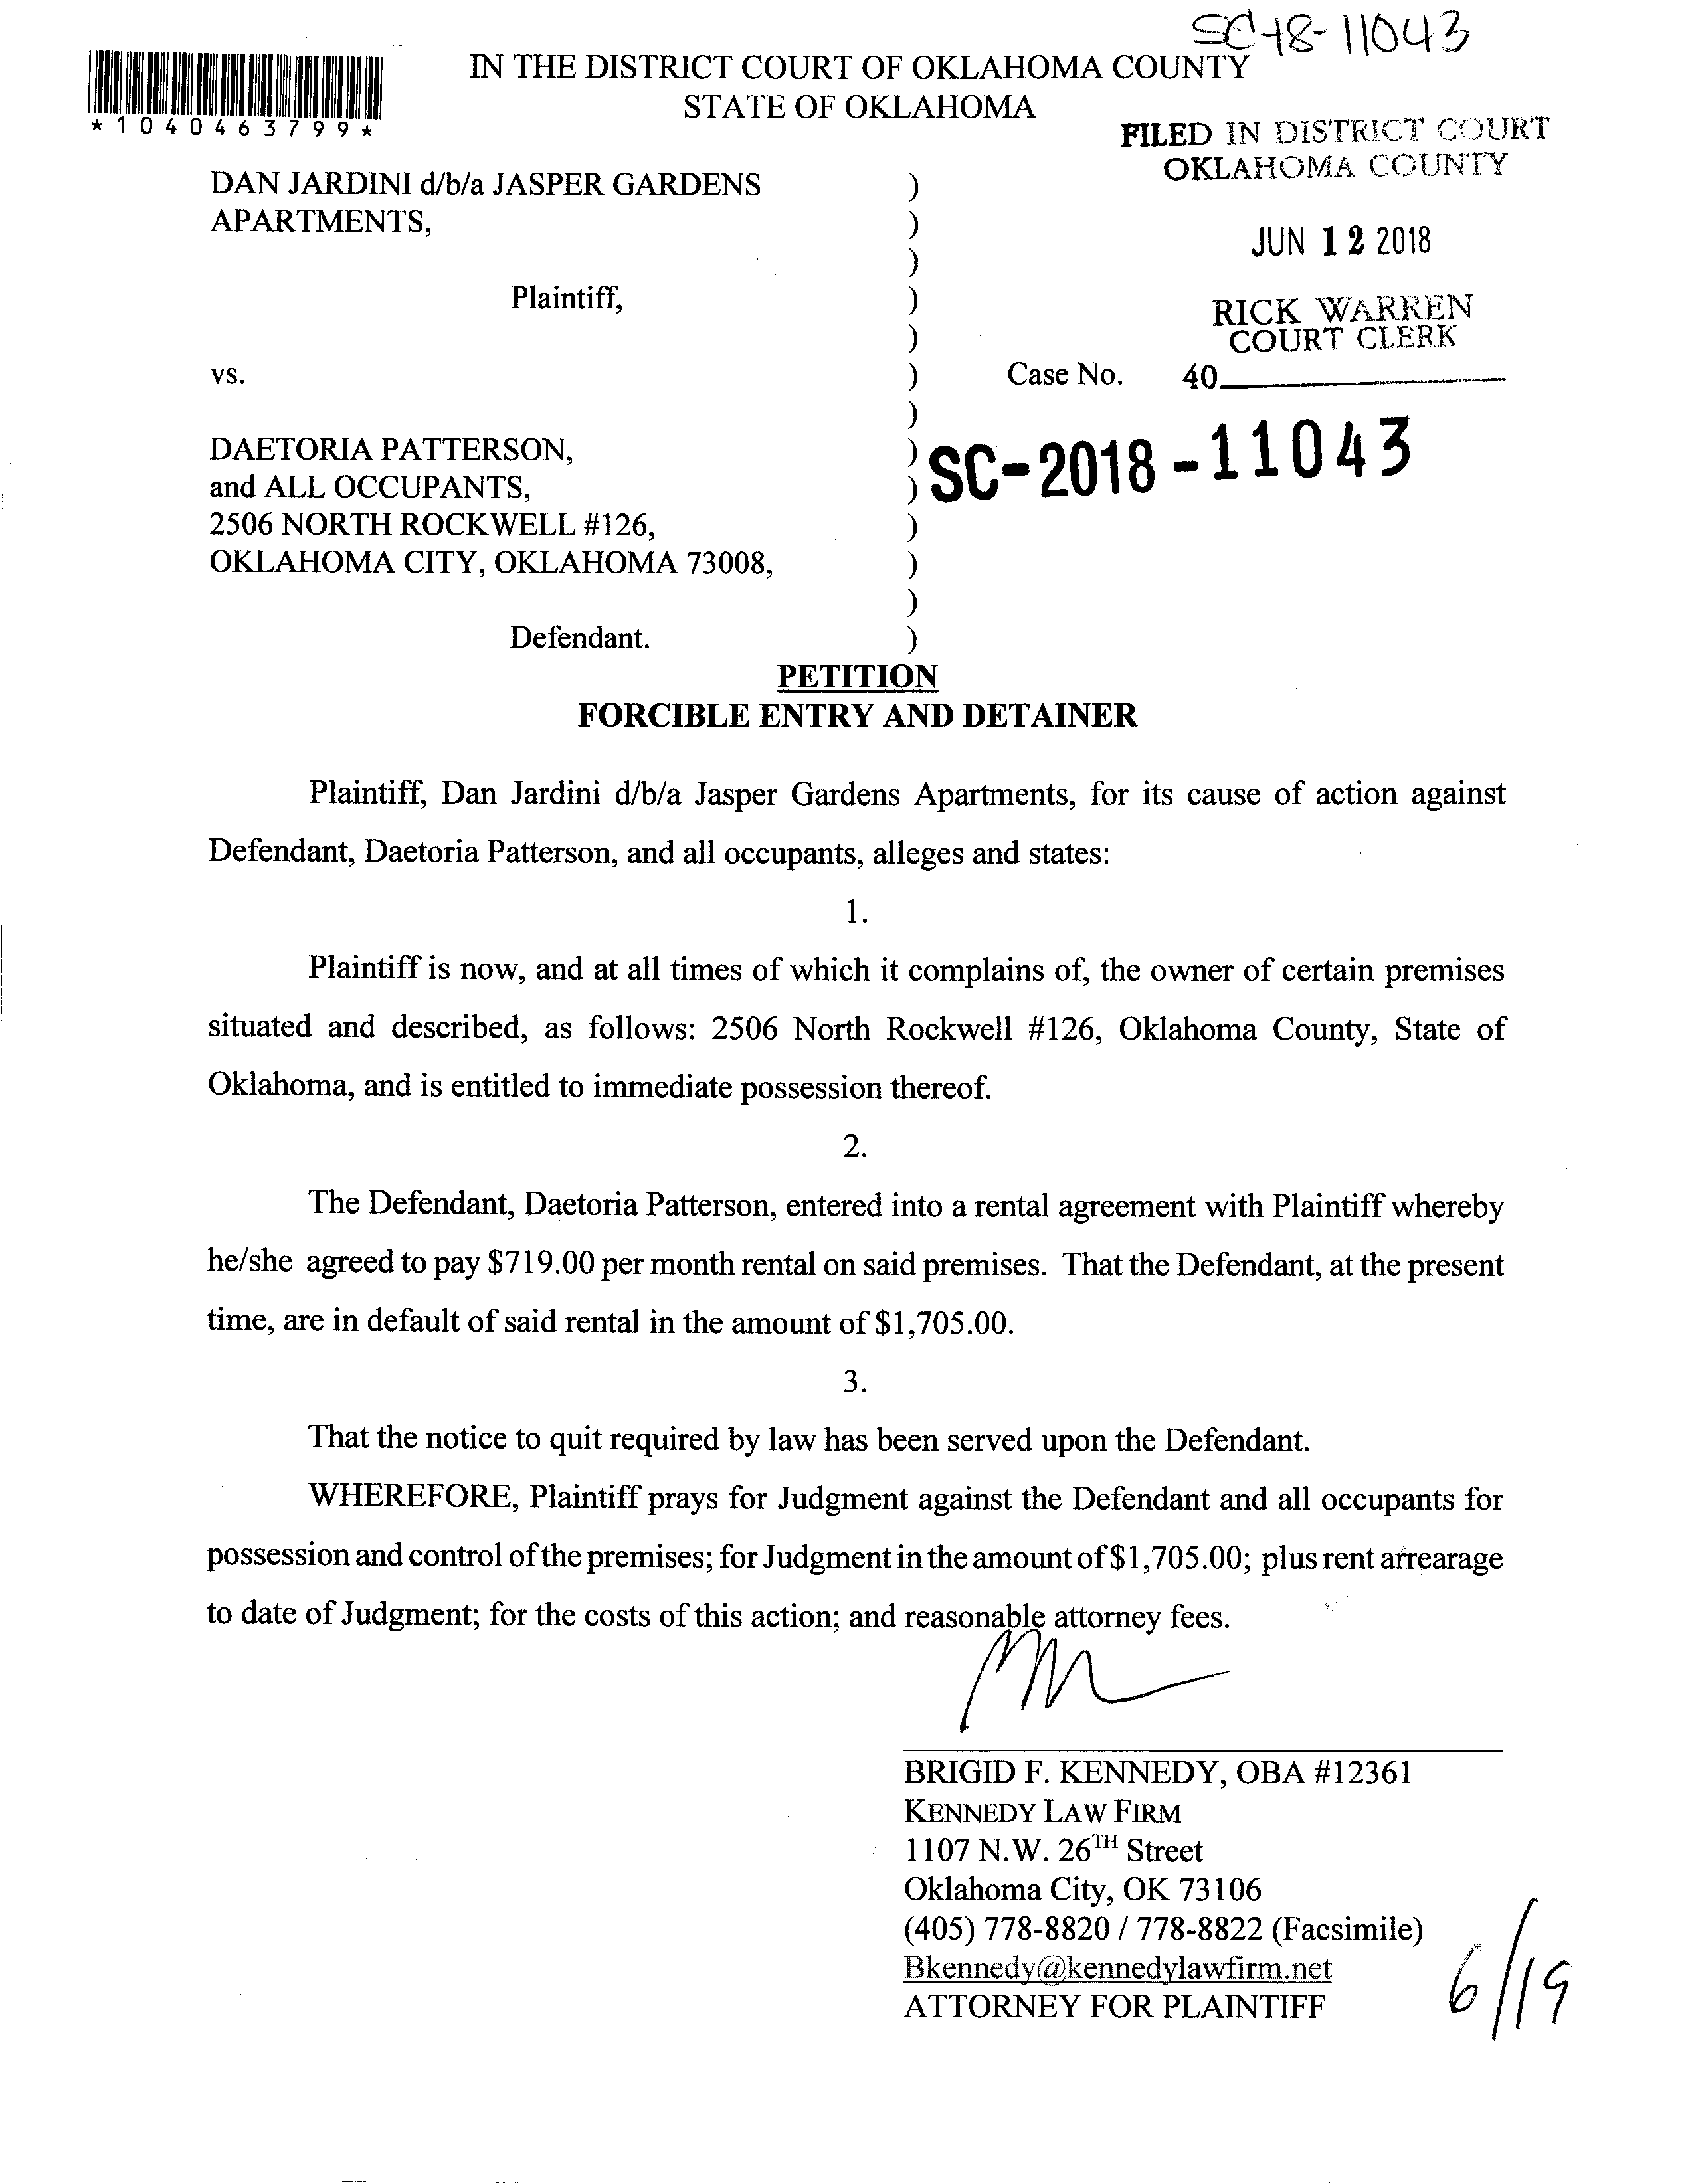 SC-18-11043
IN THE DISTRICT COURT OF OKLAHOMA COUNTY
STATE OF OKLAHOMA
*1040463799*
FILED IN DISTRICT COURT
OKLAHOMA COUNTY
JUN 12 2018
RICK WARREN
COURT CLERK
40
DAN JARDINI d/b/a JASPER GARDENS )
APARTMENTS, )
)
Plaintiff, )
)
vs. ) Case No.
)
DAETORIA PATTERSON, ) SC-2018-11043
and ALL OCCUPANTS, )
2506 NORTH ROCKWELL #126, )
OKLAHOMA CITY, OKLAHOMA 73008, )
)
Defendant. )
PETITION
FORCIBLE ENTRY AND DETAINER
Plaintiff, Dan Jardini d/b/a Jasper Gardens Apartments, for its cause of action against
Defendant, Daetoria Patterson, and all occupants, alleges and states:
1.
Plaintiff is now, and at all times of which it complains of, the owner of certain premises
situated and described, as follows: 2506 North Rockwell #126, Oklahoma County, State of
Oklahoma, and is entitled to immediate possession thereof.
2.
The Defendant, Daetoria Patterson, entered into a rental agreement with Plaintiff whereby
he/she agreed to pay $719.00 per month rental on said premises. That the Defendant, at the present
time, are in default of said rental in the amount of $1,705.00.
3.
That the notice to quit required by law has been served upon the Defendant.
WHEREFORE, Plaintiff prays for Judgment against the Defendant and all occupants for
possession and control of the premises; for Judgment in the amount of $1,705.00; plus rent arrearage
to date of Judgment; for the costs of this action; and reasonable attorney fees.
BRIGID F. KENNEDY, OBA #12361
KENNEDY LAW FIRM
1107 N.W. 26TH Street
Oklahoma City, OK 73106
(405) 778-8820 / 778-8822 (Facsimile)
Bkennedy@kennedylawfirm.net
ATTORNEY FOR PLAINTIFF
6/19